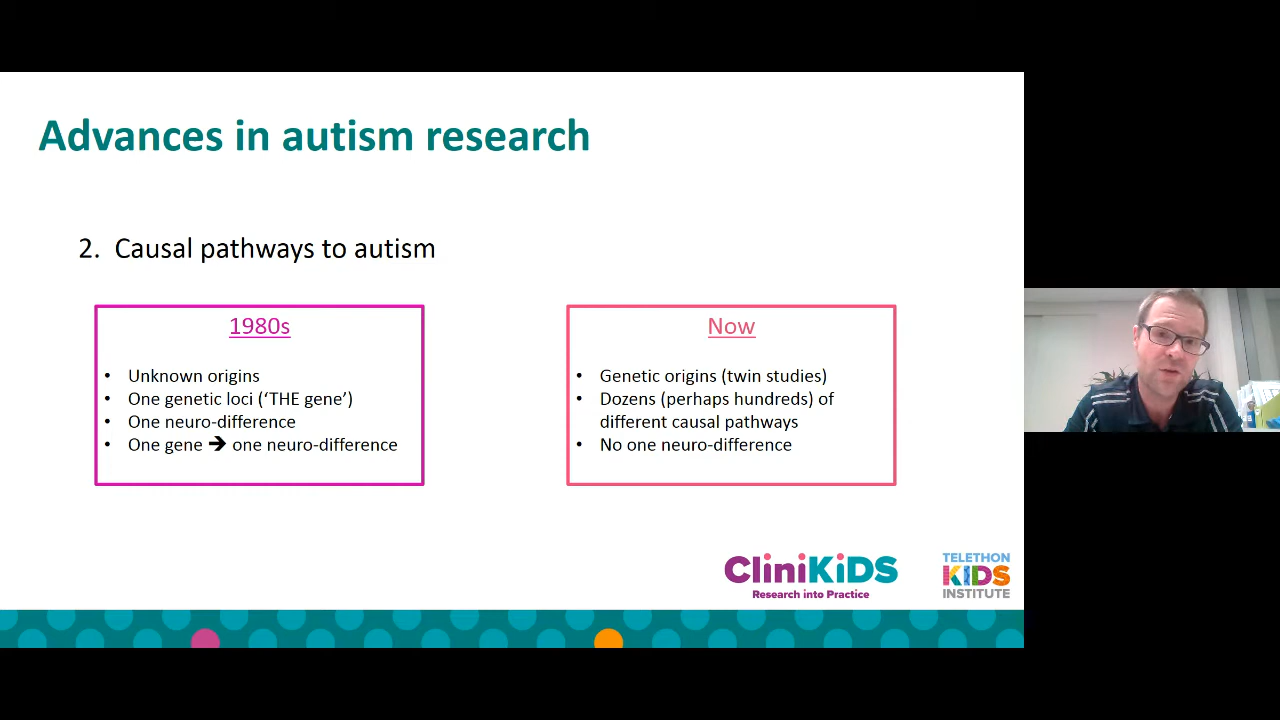 Advances in autism research
2. Causal pathways to autism
1980s
• Unknown origins
• One genetic loci (‘THE gene’)
• One neuro-difference
• One gene ➔ one neuro-difference
Now
• Genetic origins (twin studies)
• Dozens (perhaps hundreds) of
different causal pathways
• No one neuro-difference
CliniKiDS
Research into Practice
TELETHON
KIDS
INSTITUTE